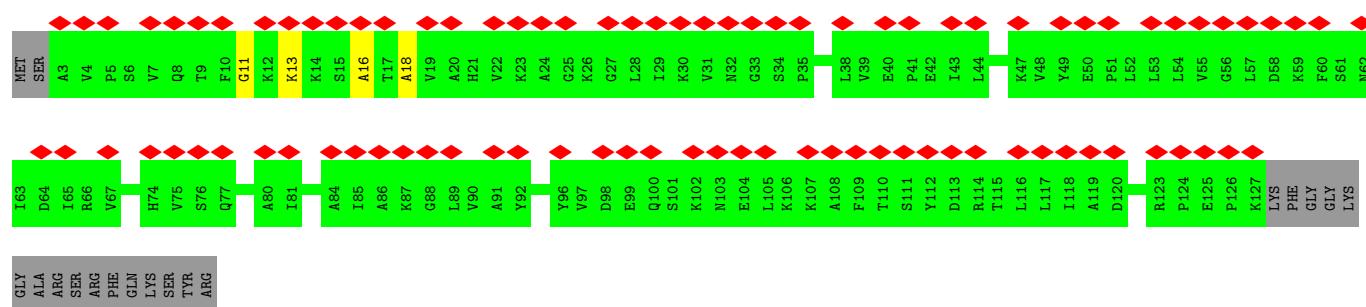 MET SER A3 V4 P5 S6 V7 Q8 T9 F10 G11 K12 K13 K14 S15 A16 T17 A18 V19 A20 H21 V22 K23 A24 G25 K26 G27 L28 I29 K30 V31 N32 G33 S34 P35 L38 V39 E40 P41 E42 I43 L44 K47 V48 Y49 E50 P51 L52 L53 L54 V55 G56 L57 D58 K59 F60 S61 N62
I63 D64 I65 R66 V67 H74 V75 S76 Q77 A80 I81 A84 I85 A86 K87 G88 L89 V90 A91 Y92 Y96 V97 D98 E99 Q100 S101 K102 N103 E104 L105 K106 K107 A108 F109 T110 S111 Y112 D113 R114 T115 L116 L117 I118 A119 D120 R123 P124 E125 P126 K127 LYS PHE GLY GLY LYS
GLY ALA ARG SER ARG PHE GLN LYS SER TYR ARG